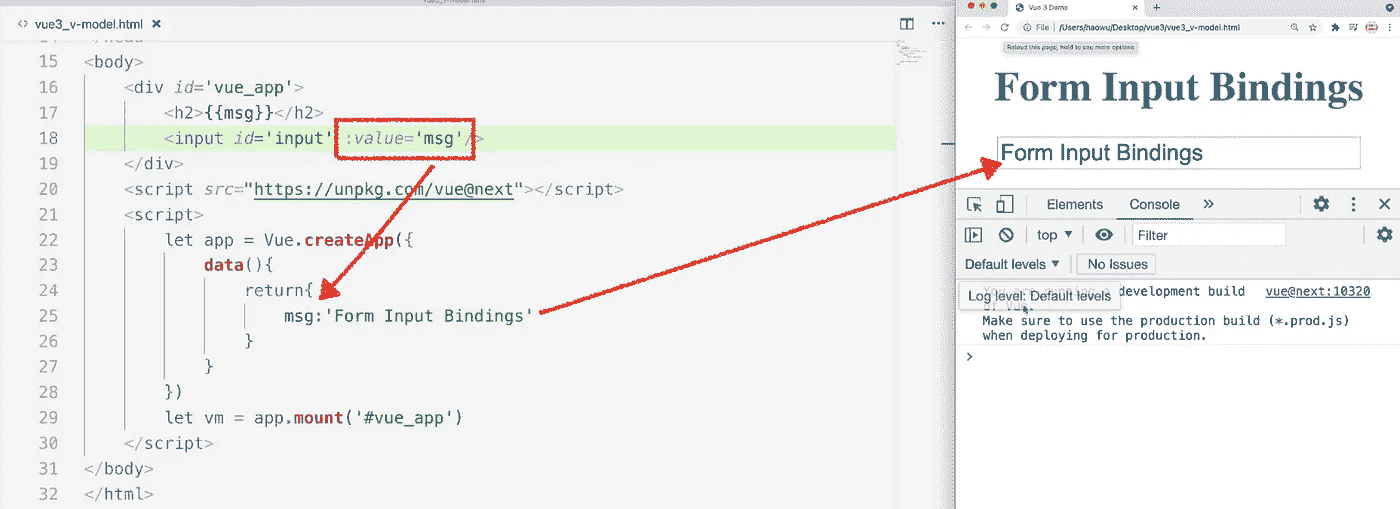 vue3_v-model.html
vue3_v-model.html
15 <body>
16 <div id='vue_app'>
17 <h2>{{msg}}</h2>
18 <input id='input' :value='msg'/>
19 </div>
20 <script src="https://unpkg.com/vue@next"></script>
21 <script>
22 let app = Vue.createApp({
23 data(){
24 return{
25 msg:'Form Input Bindings'
26 }
27 }
28 })
29 let vm = app.mount('#vue_app')
30 </script>
31 </body>
32 </html>
Vue 3 Demo
File | /Users/haowu/Desktop/vue3/vue3_v-model.html
Reload this page, hold to see more options
Form Input Bindings
Form Input Bindings
Elements Console »
top Filter
Default levels No Issues
You are running a development build vue@next:10320
Log level: Default levels
of Vue.
Make sure to use the production build (*.prod.js)
when deploying for production.